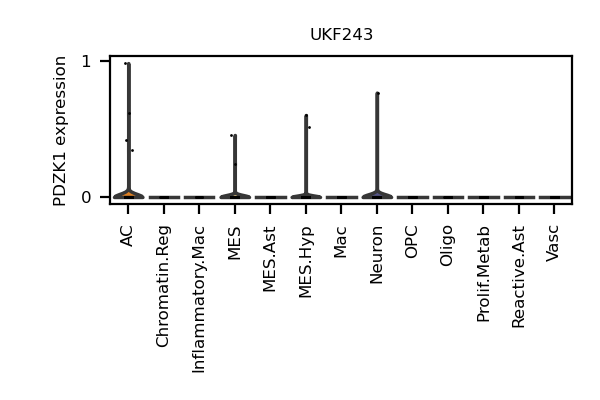 UKF243
PDZK1 expression
1
0
AC
Chromatin.Reg
Inflammatory.Mac
MES
MES.Ast
MES.Hyp
Mac
Neuron
OPC
Oligo
Prolif.Metab
Reactive.Ast
Vasc